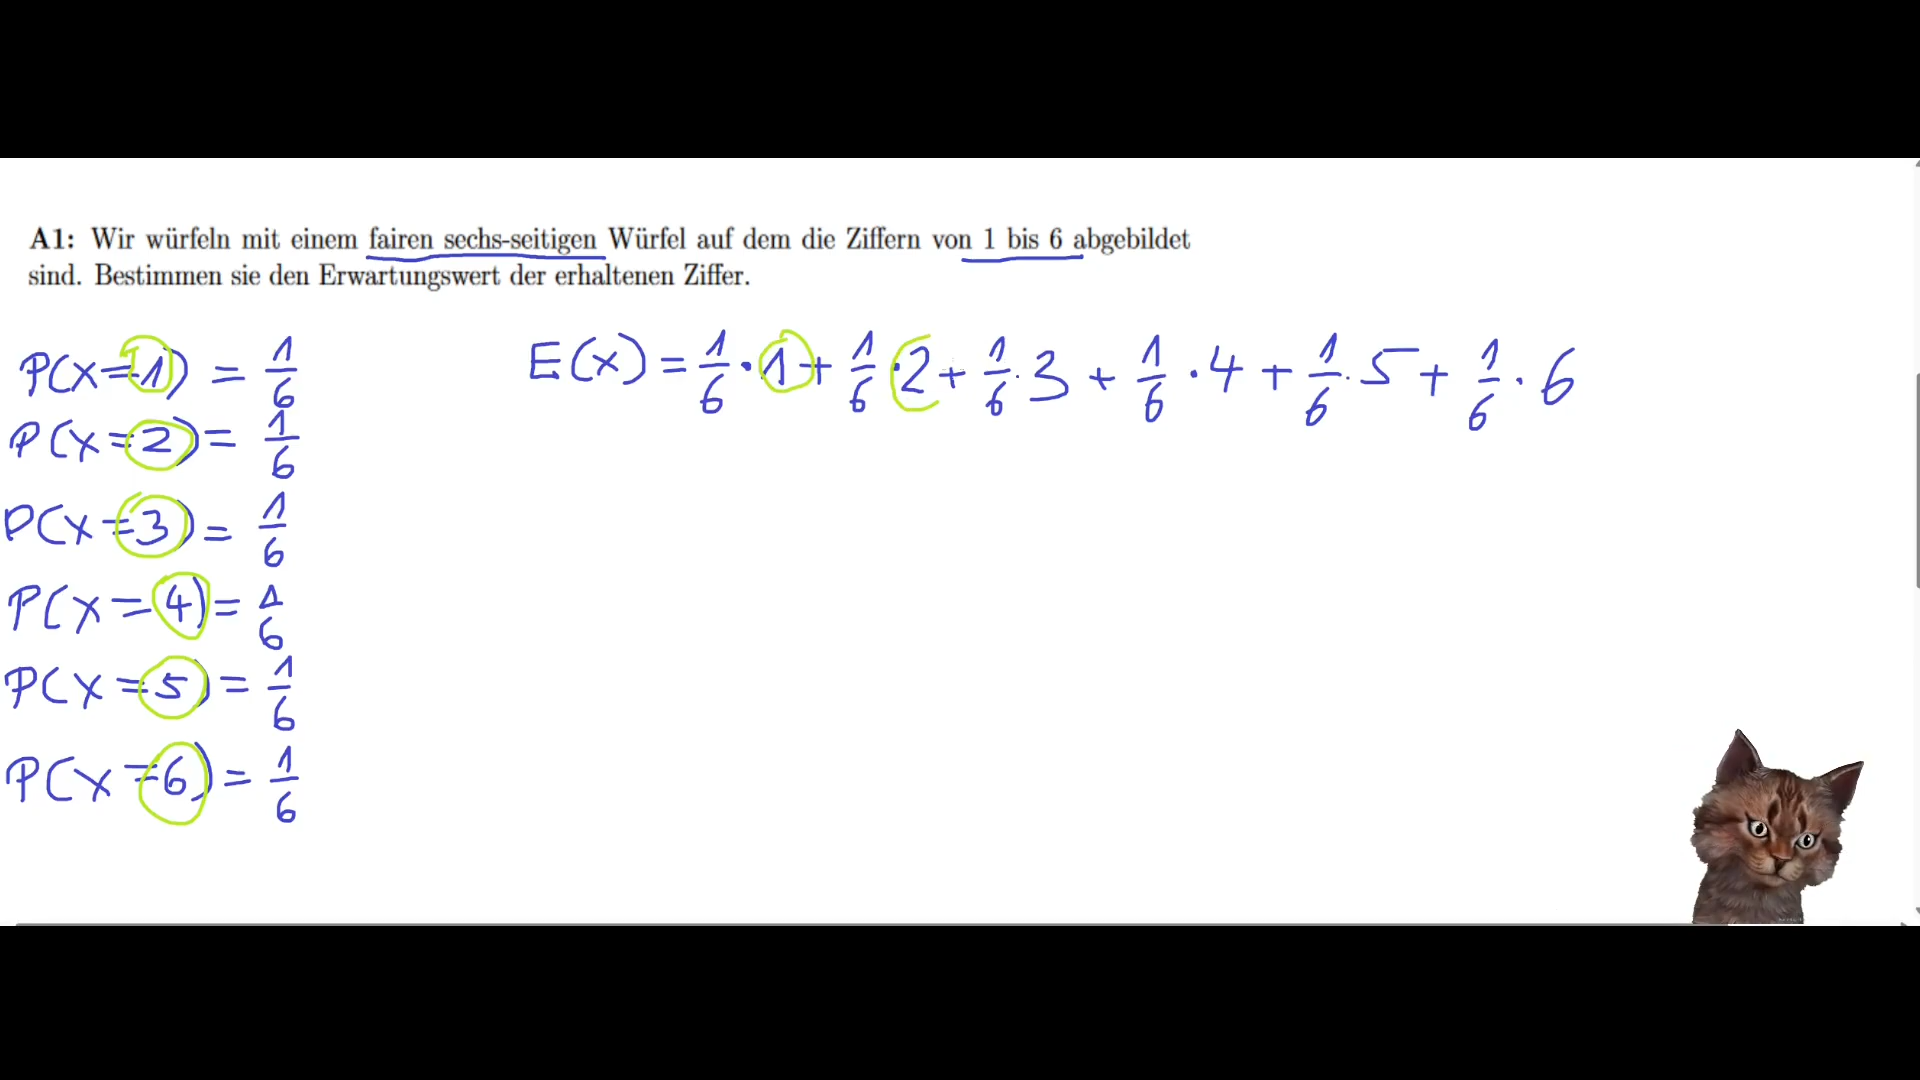 A1: Wir würfeln mit einem fairen sechs-seitigen Würfel auf dem die Ziffern von 1 bis 6 abgebildet
sind. Bestimmen sie den Erwartungswert der erhaltenen Ziffer.
P(X=1) = 1/6
P(X=2) = 1/6
P(X=3) = 1/6
P(X=4) = 1/6
P(X=5) = 1/6
P(X=6) = 1/6
E(X) = 1/6 · 1 + 1/6 · 2 + 1/6 · 3 + 1/6 · 4 + 1/6 · 5 + 1/6 · 6